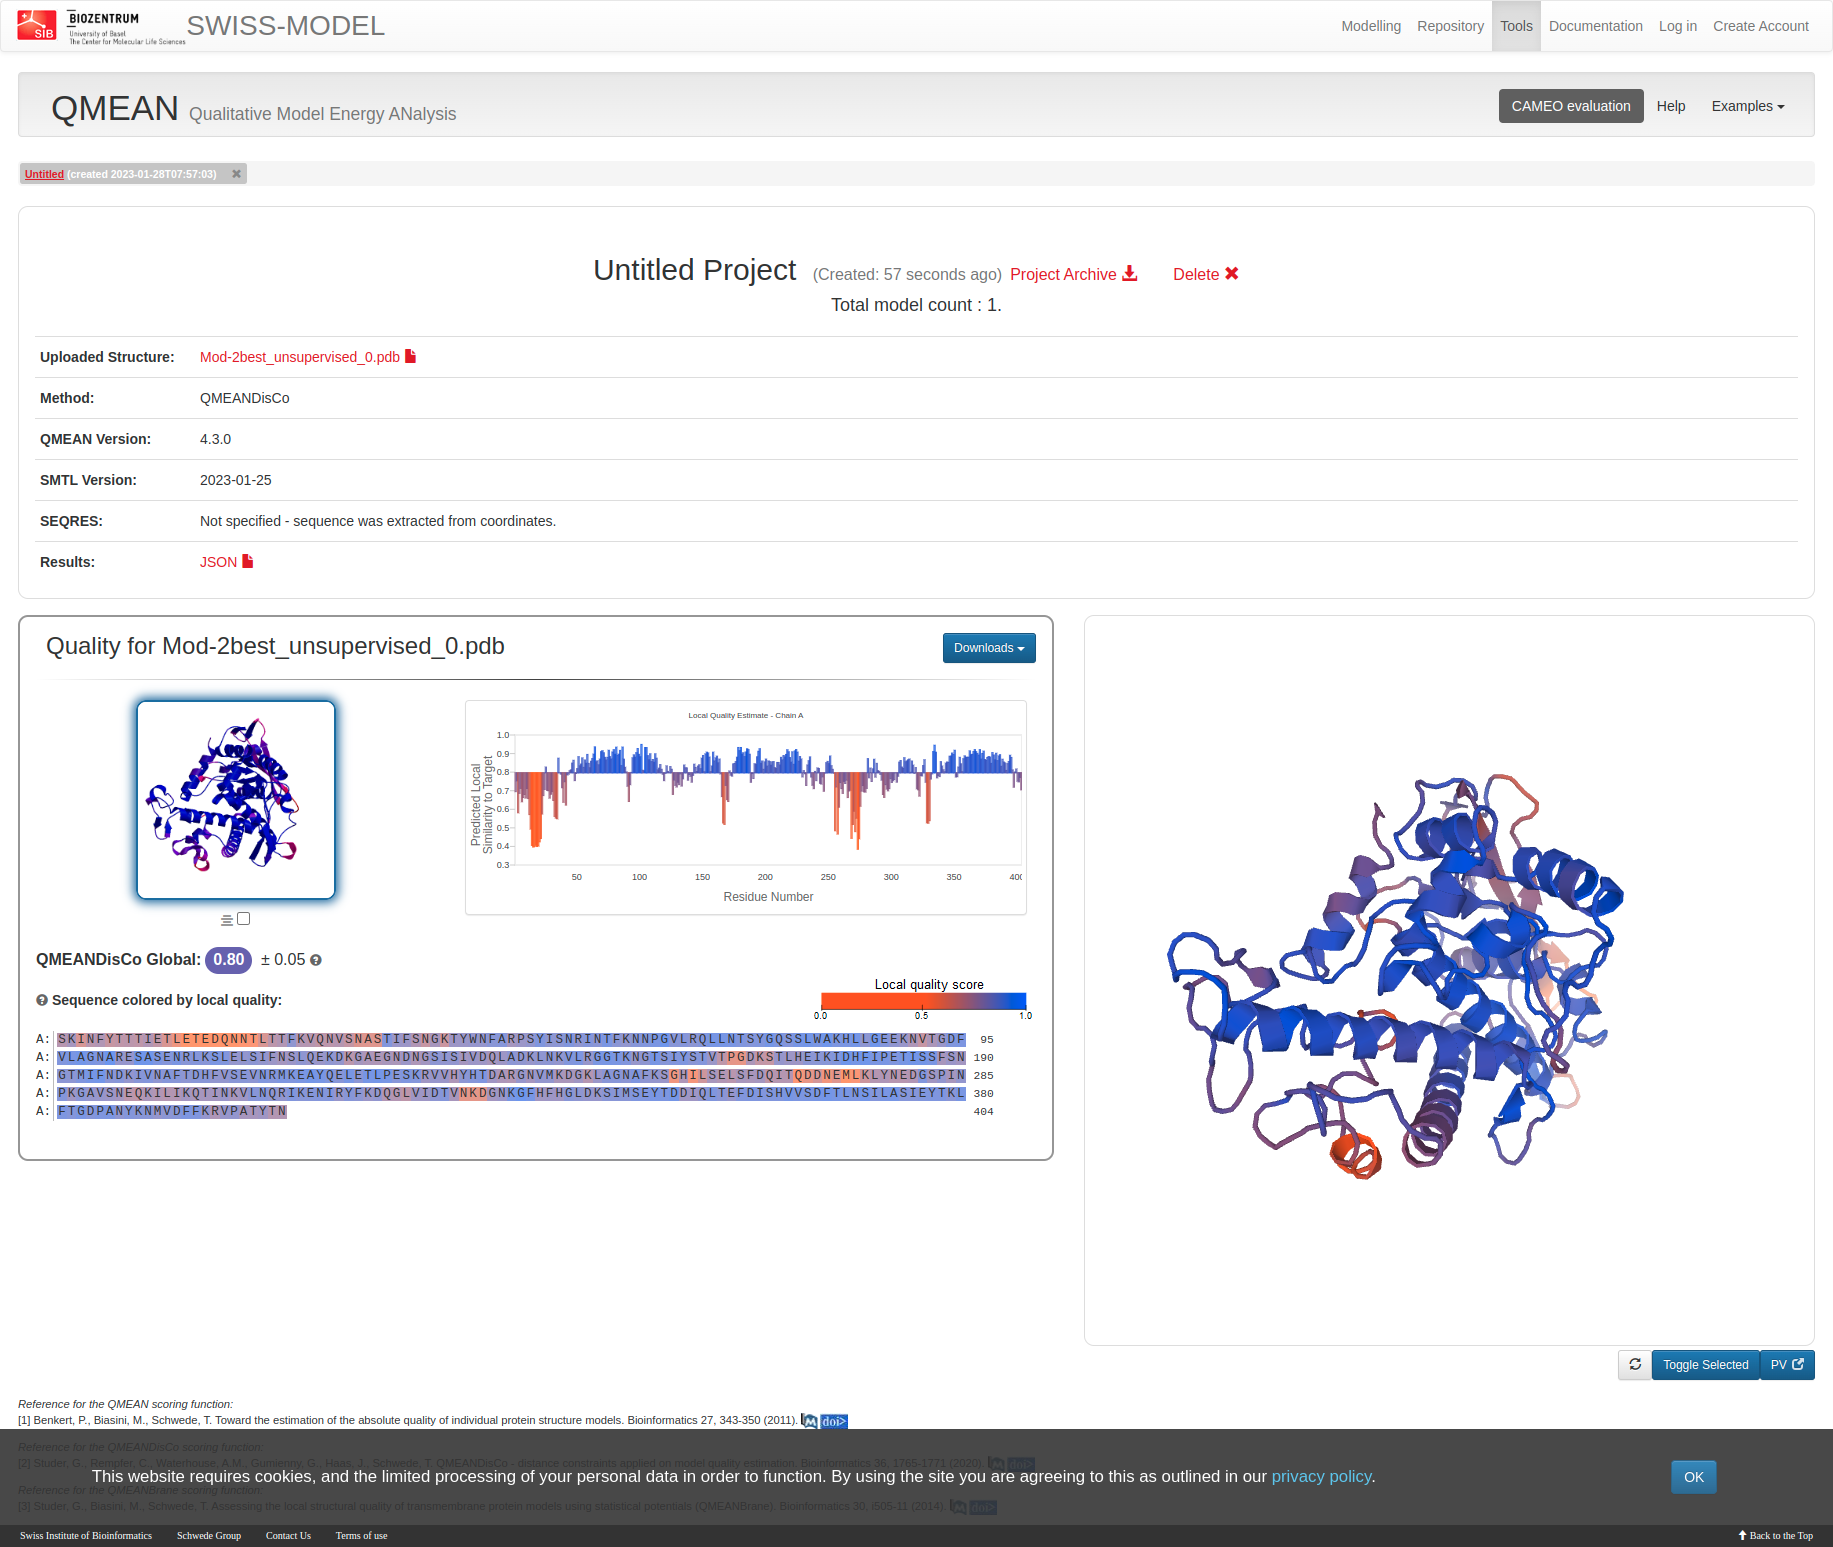 SIB
BIOZENTRUM
University of Basel
The Center for Molecular Life Sciences
SWISS-MODEL
Modelling Repository Tools Documentation Log in Create Account
QMEAN Qualitative Model Energy ANalysis
CAMEO evaluation Help Examples
Untitled (created 2023-01-28T07:57:03)
Untitled Project (Created: 57 seconds ago) Project Archive Delete
Total model count : 1.
Uploaded Structure: Mod-2best_unsupervised_0.pdb
Method: QMEANDisCo
QMEAN Version: 4.3.0
SMTL Version: 2023-01-25
SEQRES: Not specified - sequence was extracted from coordinates.
Results: JSON
Quality for Mod-2best_unsupervised_0.pdb
Downloads
Local Quality Estimate - Chain A
Predicted Local
Similarity to Target
1.0
0.9
0.8
0.7
0.6
0.5
0.4
0.3
50 100 150 200 250 300 350 400
Residue Number
QMEANDisCo Global: 0.80 ± 0.05
Sequence colored by local quality:
Local quality score
0.0 0.5 1.0
A: SKINFYTTTIETLETEDQNNTLTTFKVQNVSNASTIFSNGKTYWNFARPSYISNRINTFKNNPGVLRQLLNTSYGQSSLWAKHLLGEEKNVTGDF 95
A: VLAGNARESASENRLKSLELSIFNSLQEKDKGAEGNDNGSISIVDQLADKLNKVLRGGTKNGTSIYSTVTPGDKSTLHEIKIDHFIPETISSFSN 190
A: GTMIFNDKIVNAFTDHFVSEVNRMKEAYQELETLPESKRVVHYHTDARGNVMKDGKLAGNAFKSGHILSELSFDQITQDDNEMLKLYNEDGSPIN 285
A: PKGAVSNEQKILIKQTINKVLNQRIKENIRYFKDQGLVIDTVNKDGNKGFHFHGLDKSIMSEYTDDIQLTEFDISHVVSDFTLNSILASIEYTKL 380
A: FTGDPANYKNMVDFFKRVPATYTN 404
Toggle Selected PV
Reference for the QMEAN scoring function:
[1] Benkert, P., Biasini, M., Schwede, T. Toward the estimation of the absolute quality of individual protein structure models. Bioinformatics 27, 343-350 (2011). doi>
Reference for the QMEANDisCo scoring function:
[2] Studer, G., Rempfer, C., Waterhouse, A.M., Gumienny, G., Haas, J., Schwede, T. QMEANDisCo - distance constraints applied on model quality estimation. Bioinformatics 36, 1765-1771 (2020). doi>
This website requires cookies, and the limited processing of your personal data in order to function. By using the site you are agreeing to this as outlined in our privacy policy.
OK
Reference for the QMEANBrane scoring function:
[3] Studer, G., Biasini, M., Schwede, T. Assessing the local structural quality of transmembrane protein models using statistical potentials (QMEANBrane). Bioinformatics 30, i505-11 (2014). doi>
Swiss Institute of Bioinformatics Schwede Group Contact Us Terms of use
Back to the Top